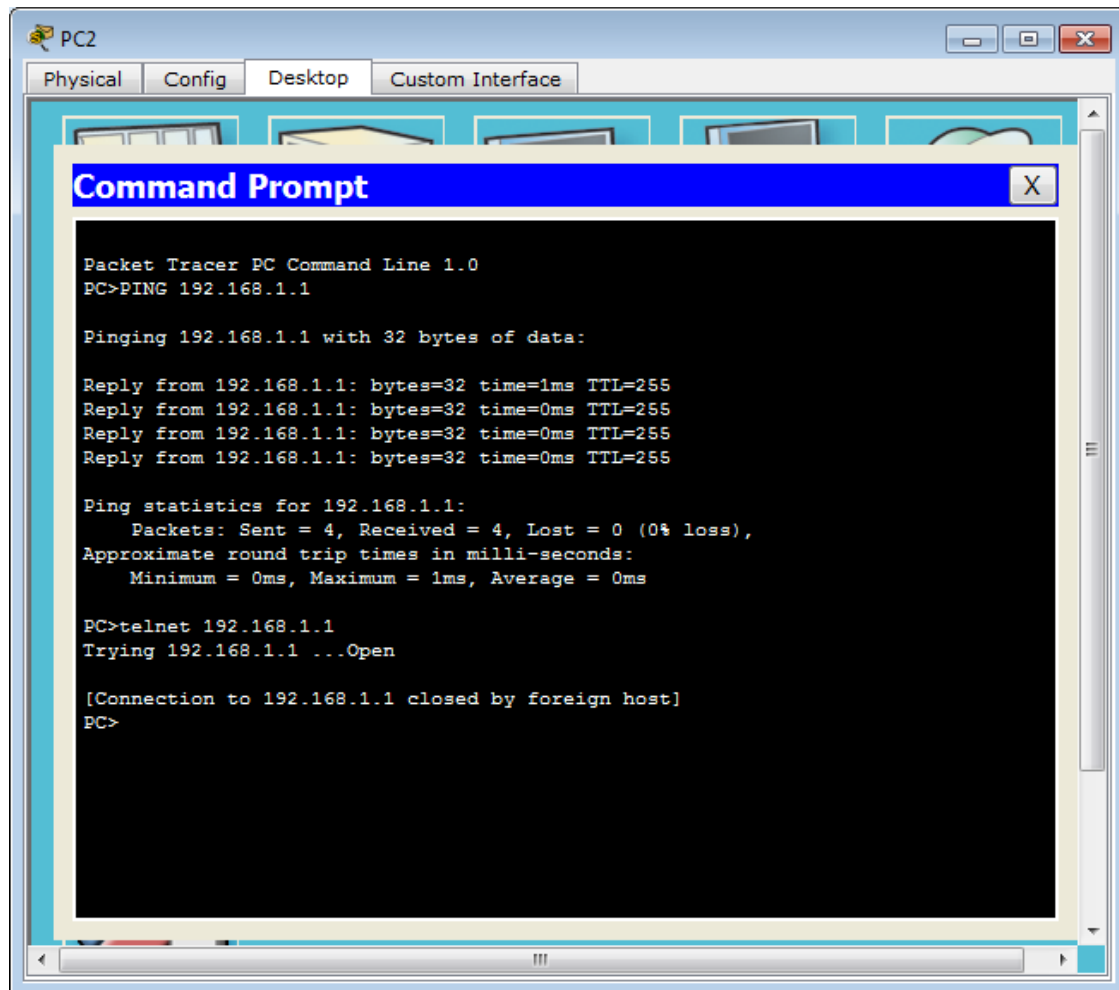 PC2
Physical Config Desktop Custom Interface
Command Prompt X
Packet Tracer PC Command Line 1.0
PC>PING 192.168.1.1
Pinging 192.168.1.1 with 32 bytes of data:
Reply from 192.168.1.1: bytes=32 time=1ms TTL=255
Reply from 192.168.1.1: bytes=32 time=0ms TTL=255
Reply from 192.168.1.1: bytes=32 time=0ms TTL=255
Reply from 192.168.1.1: bytes=32 time=0ms TTL=255
Ping statistics for 192.168.1.1:
Packets: Sent = 4, Received = 4, Lost = 0 (0% loss),
Approximate round trip times in milli-seconds:
Minimum = 0ms, Maximum = 1ms, Average = 0ms
PC>telnet 192.168.1.1
Trying 192.168.1.1 ...Open
[Connection to 192.168.1.1 closed by foreign host]
PC>